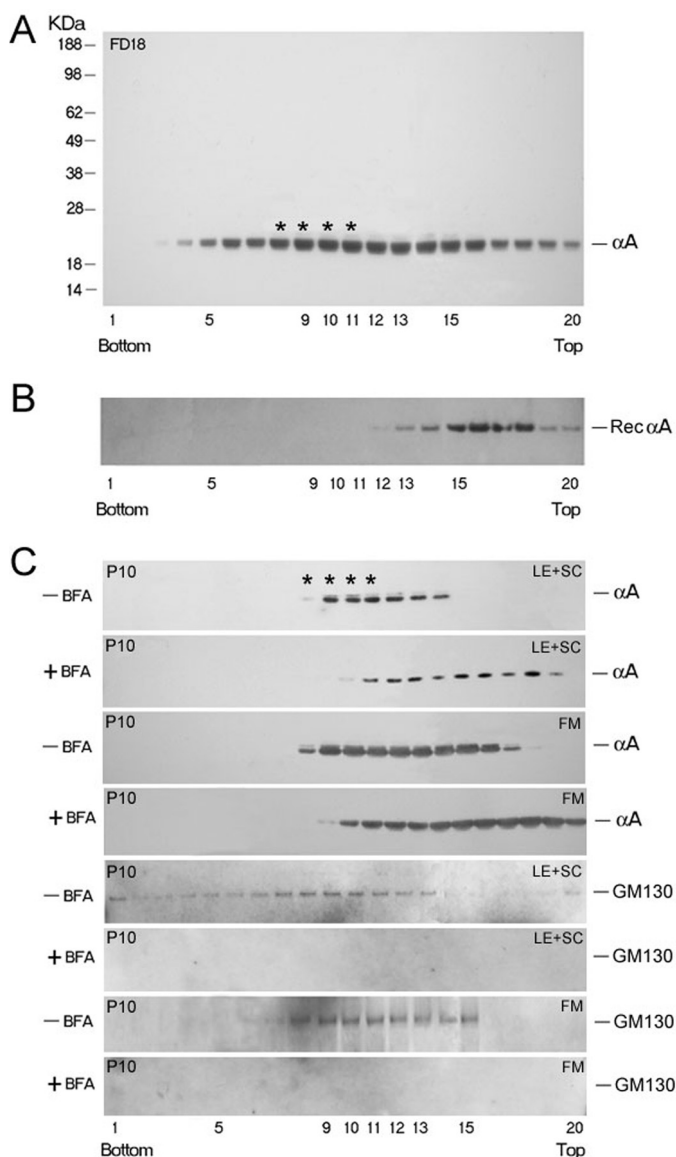 A
KDa
188
98
62
49
38
28
18
14
FD18
* * * *
αA
1 5 9 10 11 12 13 15 20
Bottom Top
B
Rec αA
1 5 9 10 11 12 13 15 20
Bottom Top
C
− BFA P10 * * * * LE+SC αA
+ BFA P10 LE+SC αA
− BFA P10 FM αA
+ BFA P10 FM αA
− BFA P10 LE+SC GM130
+ BFA P10 LE+SC GM130
− BFA P10 FM GM130
+ BFA P10 FM GM130
1 5 9 10 11 12 13 15 20
Bottom Top